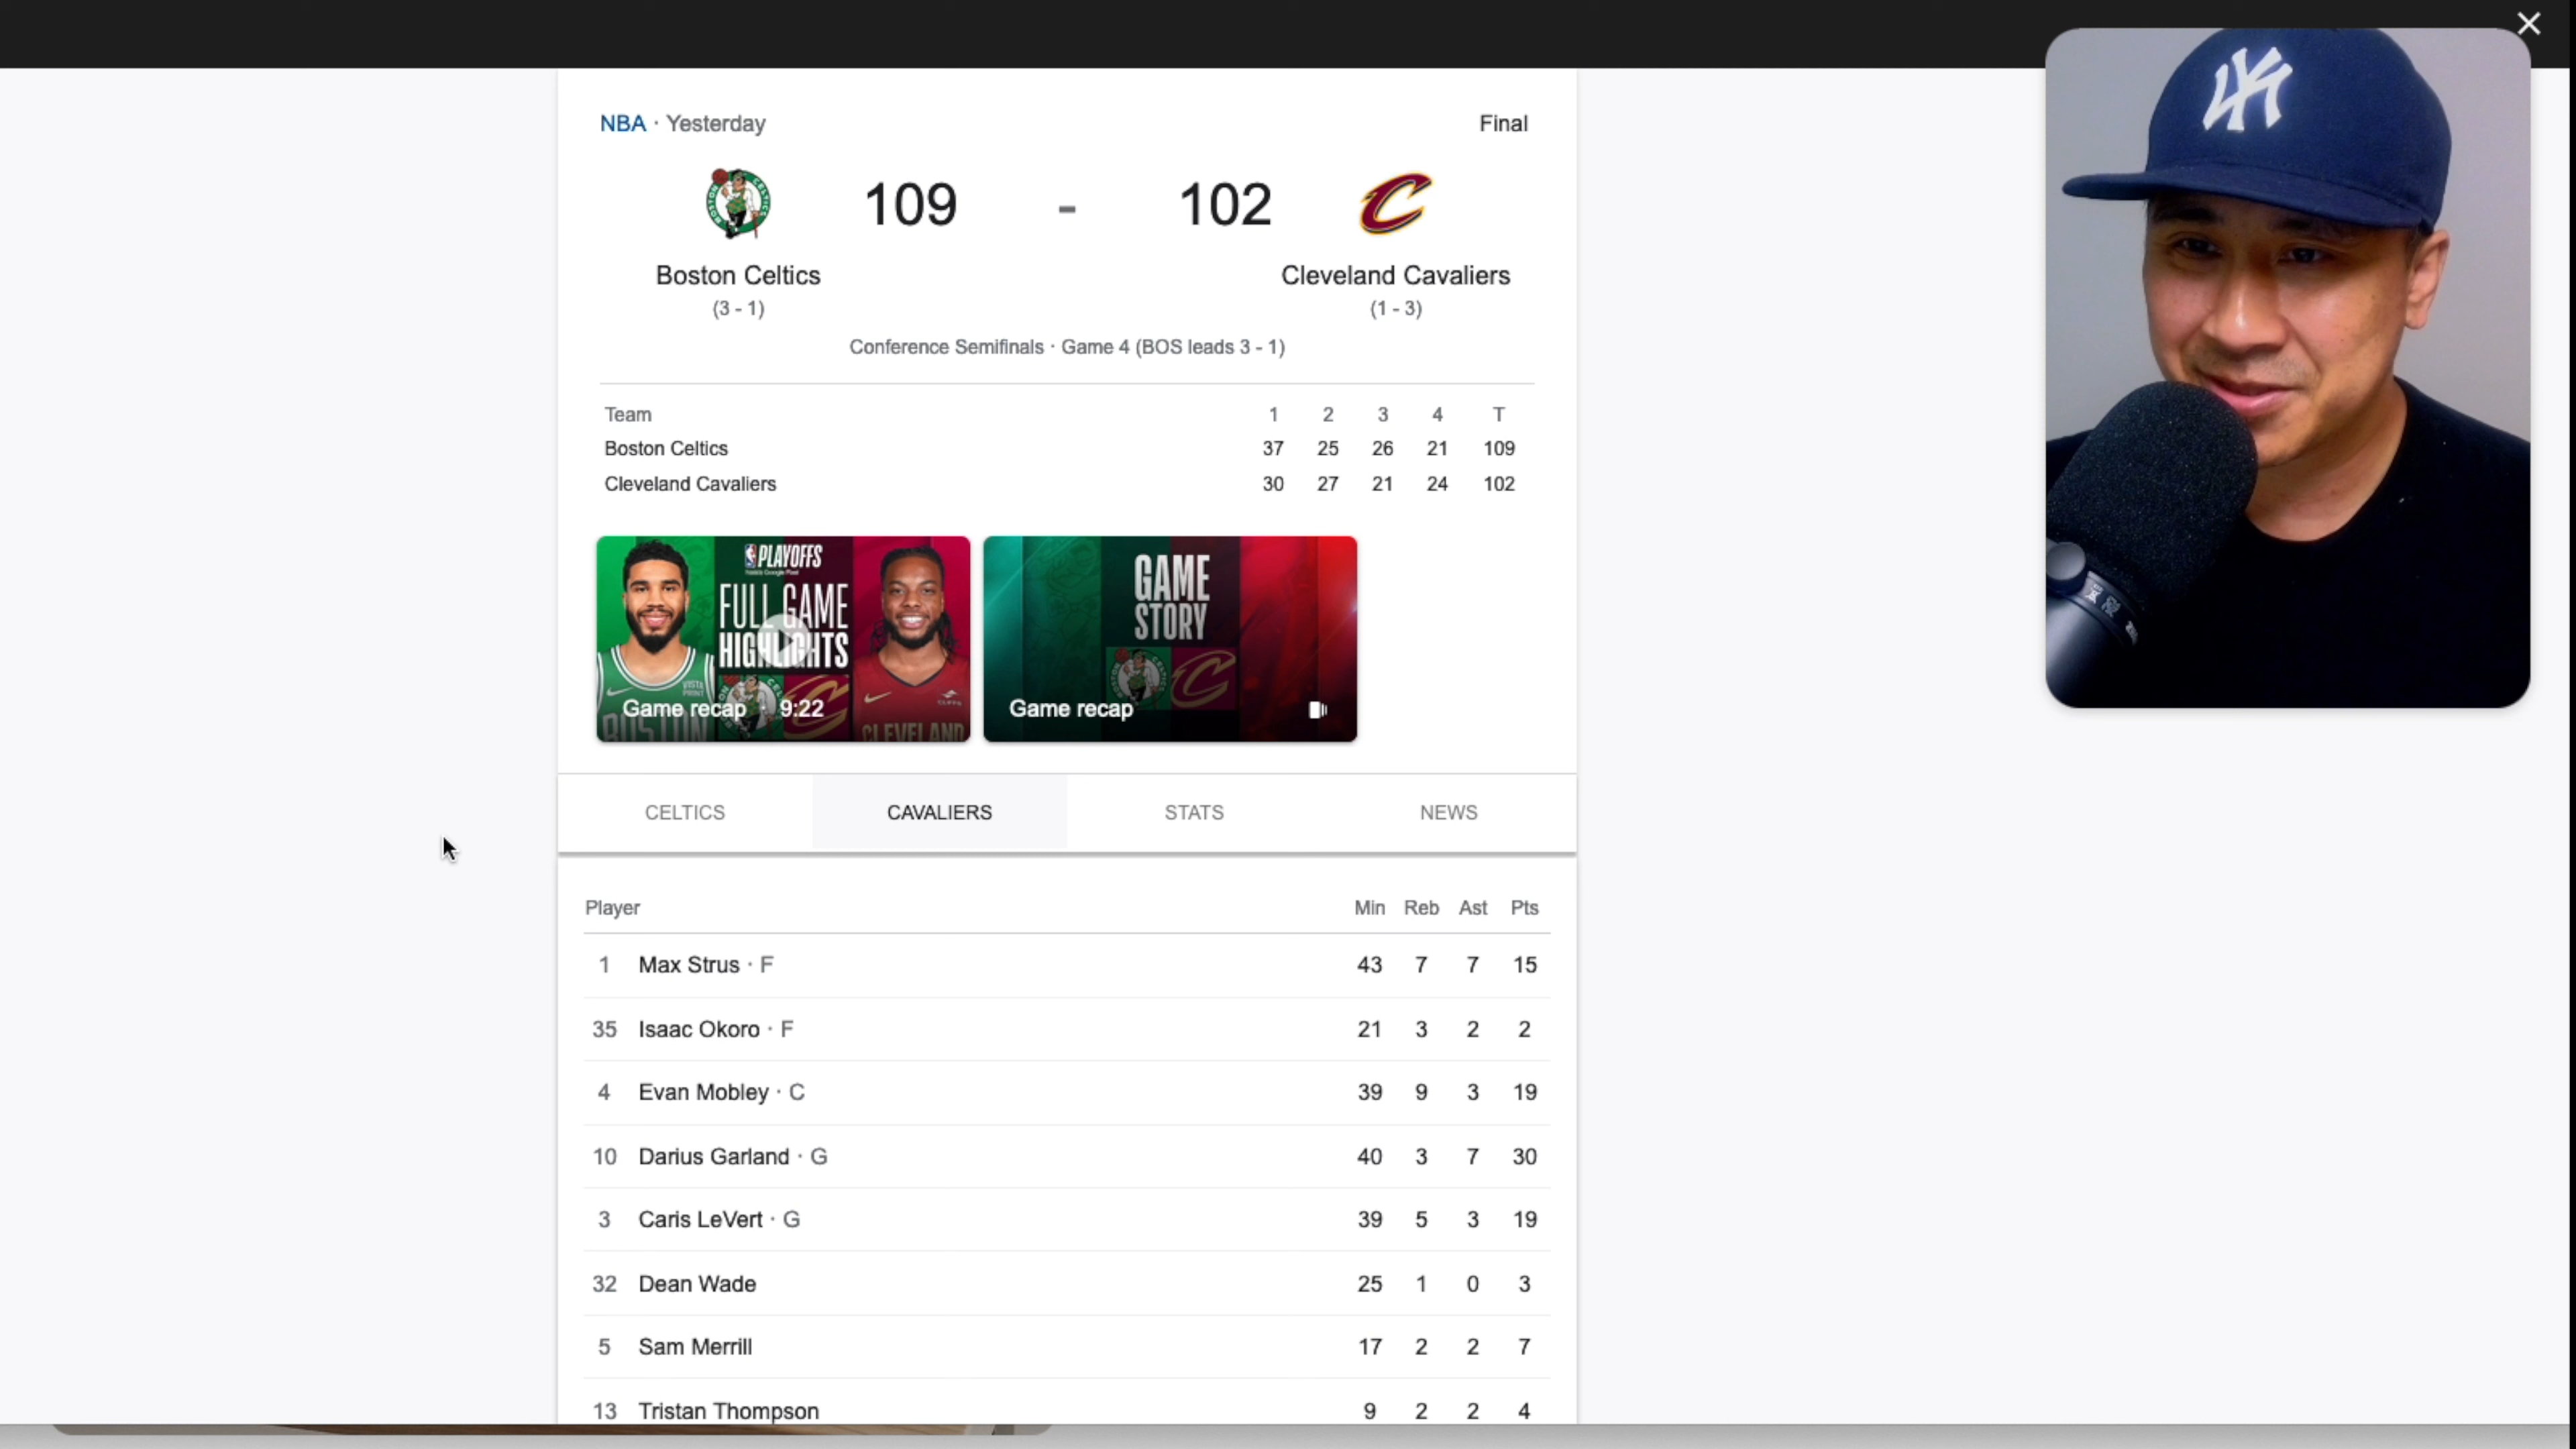 NBA · Yesterday Final
109 - 102
Boston Celtics Cleveland Cavaliers
(3 - 1) (1 - 3)
Conference Semifinals · Game 4 (BOS leads 3 - 1)
Team 1 2 3 4 T
Boston Celtics 37 25 26 21 109
Cleveland Cavaliers 30 27 21 24 102
PLAYOFFS
FULL GAME
HIGHLIGHTS
Game recap · 9:22
BOSTON
CLEVELAND
GAME
STORY
Game recap
CELTICS CAVALIERS STATS NEWS
Player Min Reb Ast Pts
1 Max Strus · F 43 7 7 15
35 Isaac Okoro · F 21 3 2 2
4 Evan Mobley · C 39 9 3 19
10 Darius Garland · G 40 3 7 30
3 Caris LeVert · G 39 5 3 19
32 Dean Wade 25 1 0 3
5 Sam Merrill 17 2 2 7
13 Tristan Thompson 9 2 2 4
NY